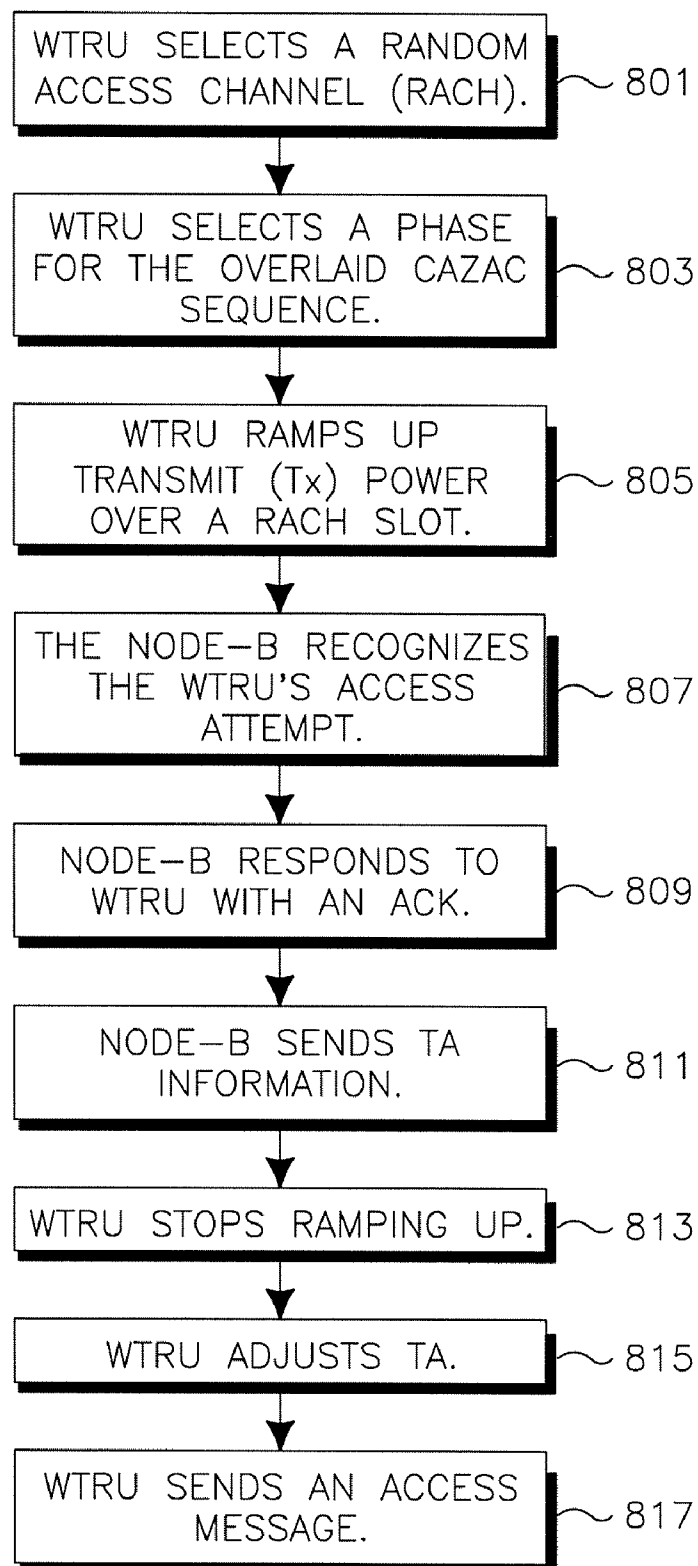 WTRU SELECTS A RANDOM
ACCESS CHANNEL (RACH).
801
WTRU SELECTS A PHASE
FOR THE OVERLAID CAZAC
SEQUENCE.
803
WTRU RAMPS UP
TRANSMIT (Tx) POWER
OVER A RACH SLOT.
805
THE NODE-B RECOGNIZES
THE WTRU'S ACCESS
ATTEMPT.
807
NODE-B RESPONDS TO
WTRU WITH AN ACK.
809
NODE-B SENDS TA
INFORMATION.
811
WTRU STOPS RAMPING UP.
813
WTRU ADJUSTS TA.
815
WTRU SENDS AN ACCESS
MESSAGE.
817